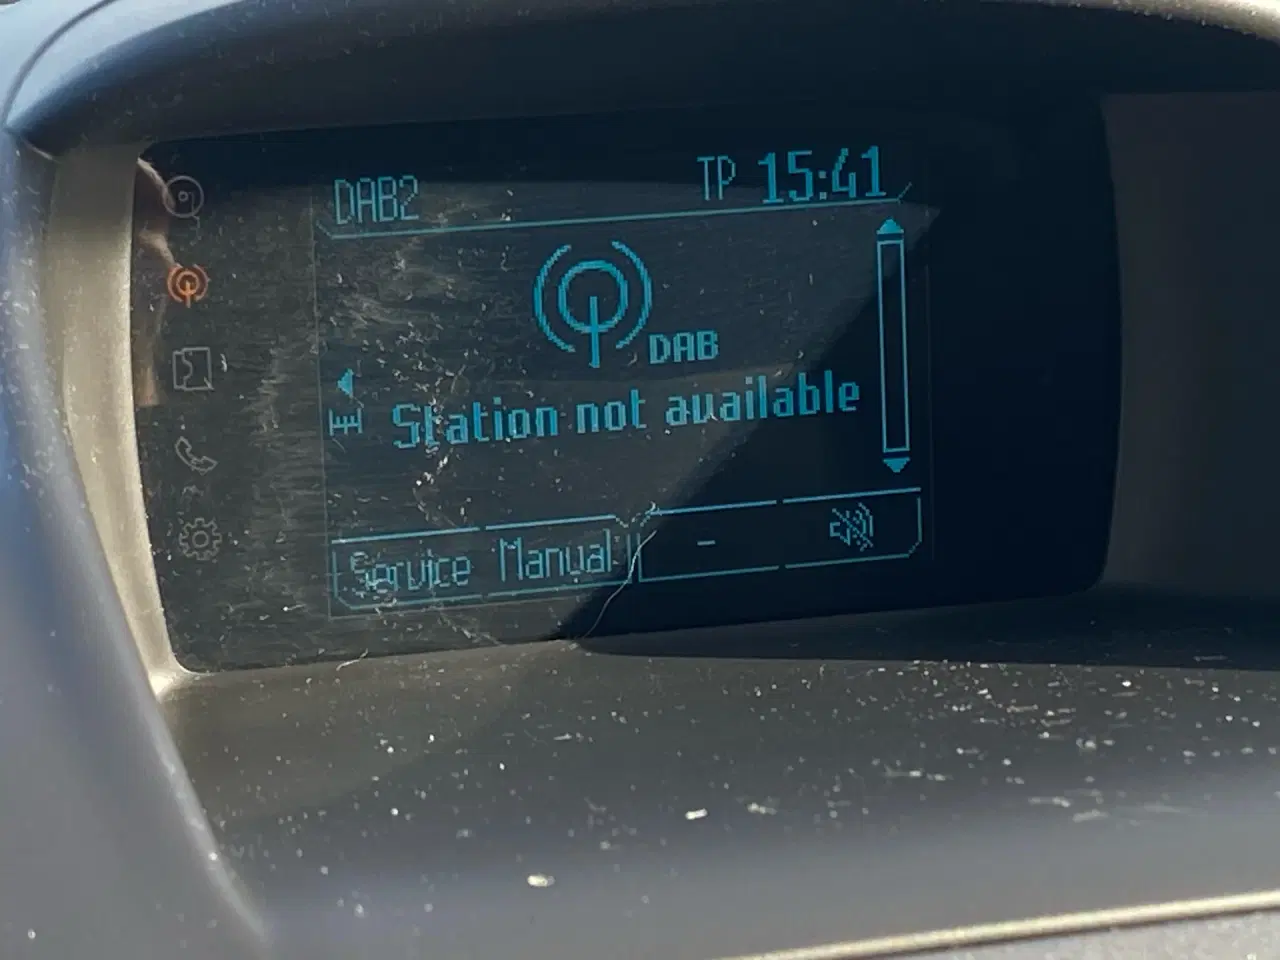 DAB2 TP 15:41
DAB
Station not available
Service Manual -